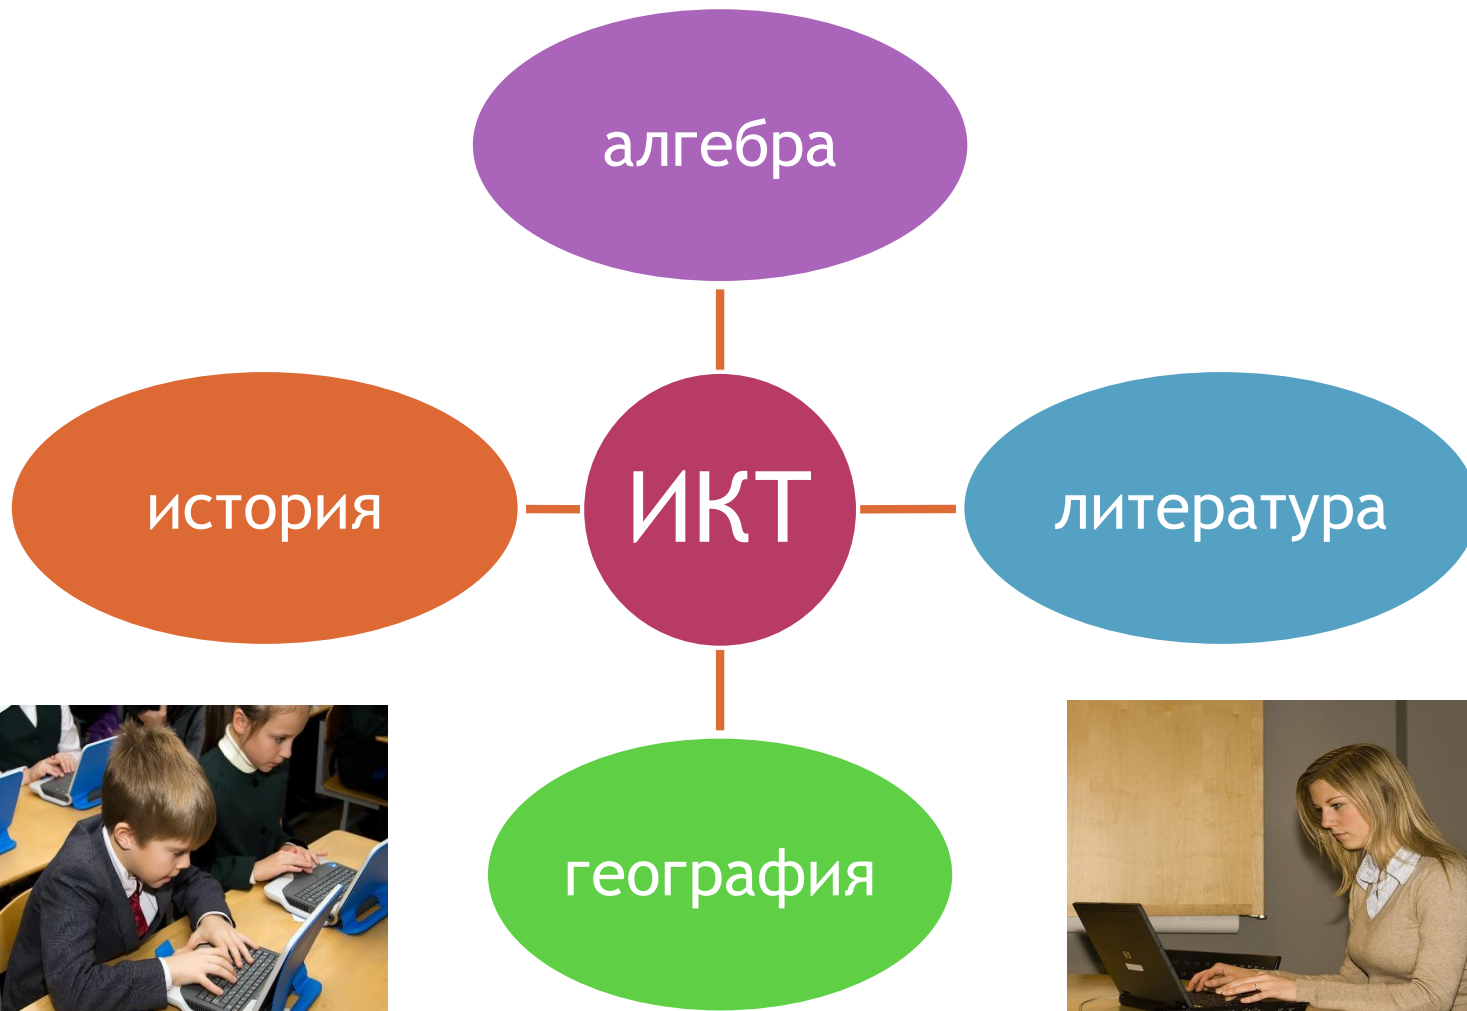 алгебра
история
ИКТ
литература
география